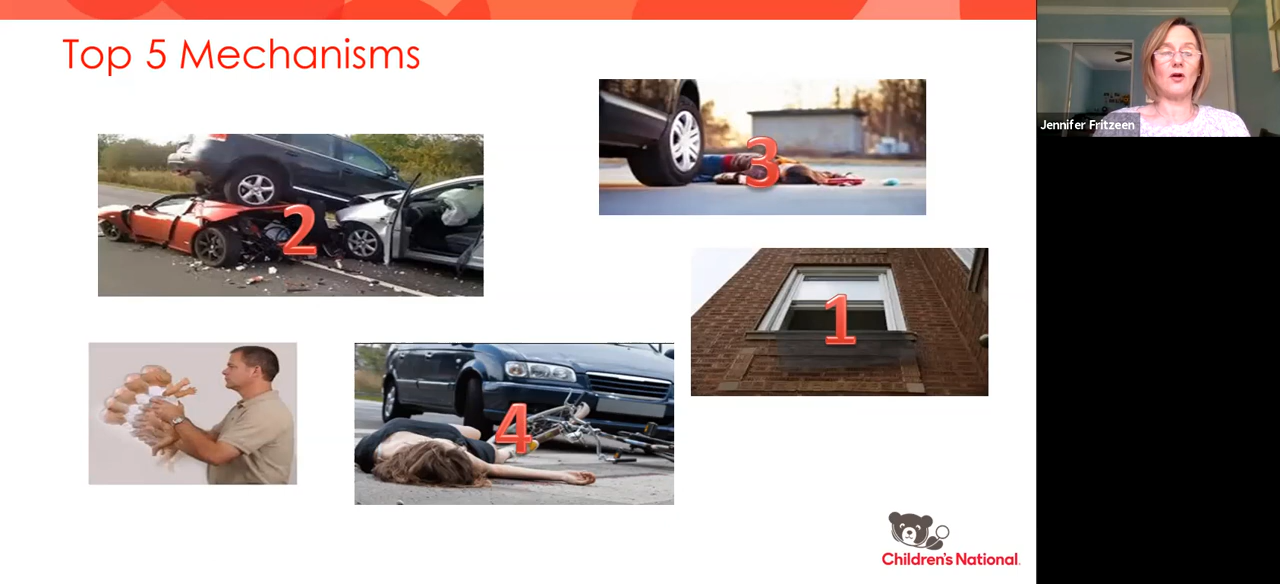 Top 5 Mechanisms
Jennifer Fritzeen
3
2
1
4
Children's National